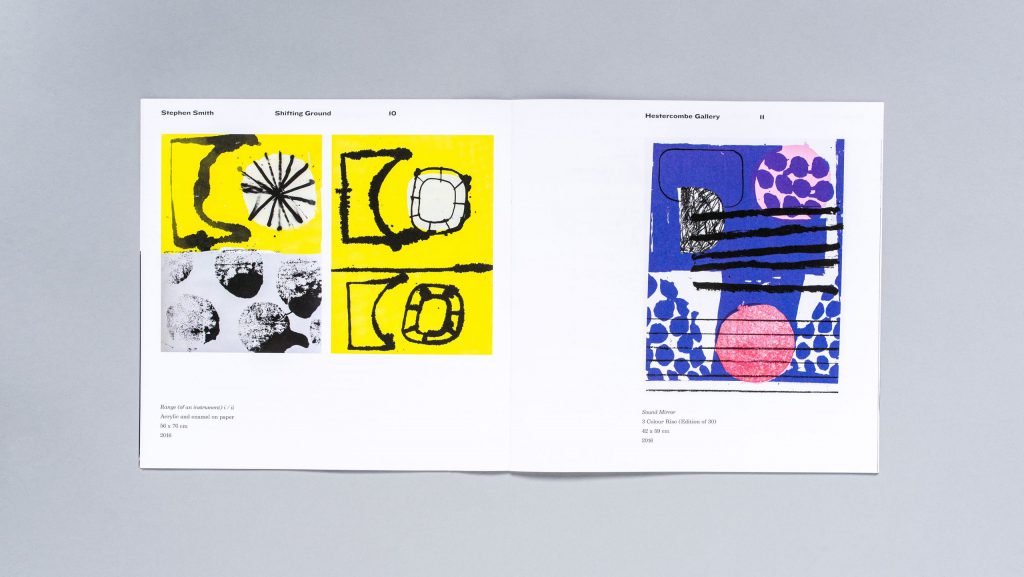 Stephen Smith Shifting Ground 10
Range (of an instrument) i / ii
Acrylic and enamel on paper
56 x 76 cm
2016
Hestercombe Gallery 11
Sound Mirror
3 Colour Riso (Edition of 30)
42 x 59 cm
2016